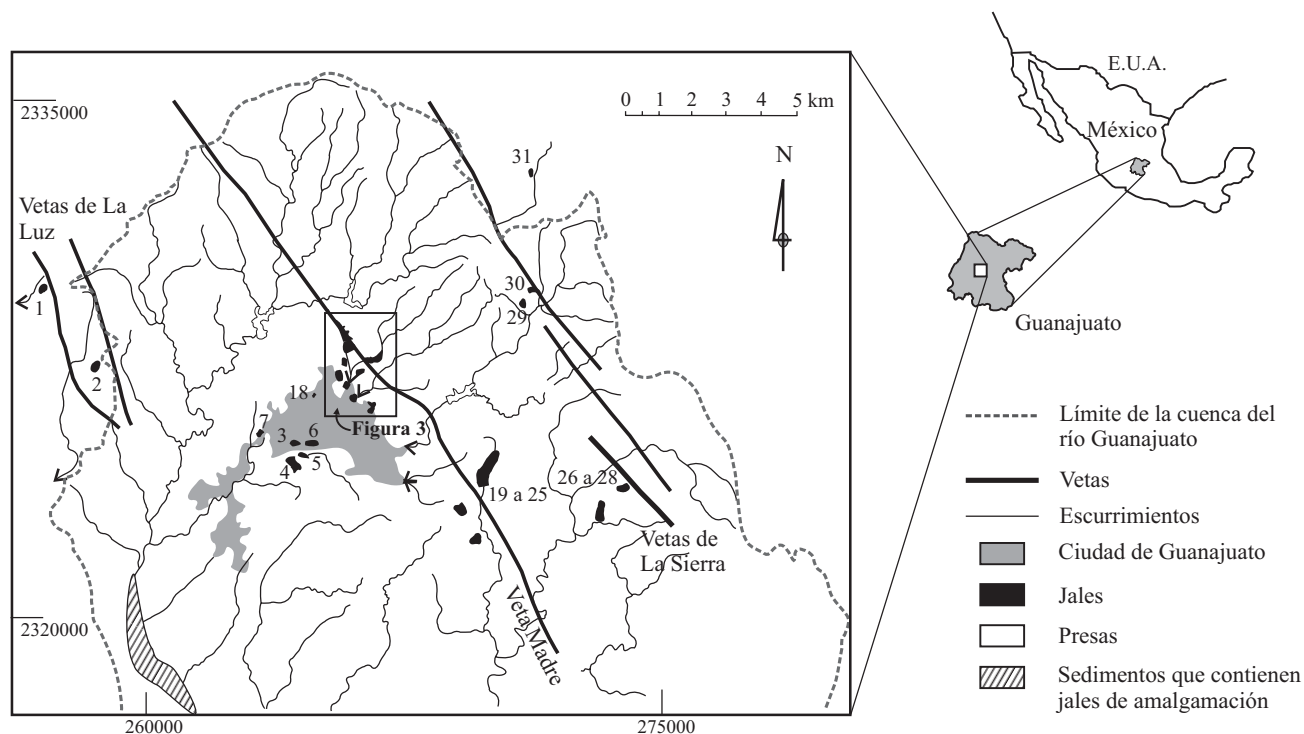 2335000
Vetas de La
Luz
1
2
31
30
29
18
7
3
6
5
4
Figura 3
19 a 25
26 a 28
Vetas de
La Sierra
Veta Madre
2320000
260000
275000
0 1 2 3 4 5 km
N
E.U.A.
México
Guanajuato
Límite de la cuenca del
río Guanajuato
Vetas
Escurrimientos
Ciudad de Guanajuato
Jales
Presas
Sedimentos que contienen
jales de amalgamación